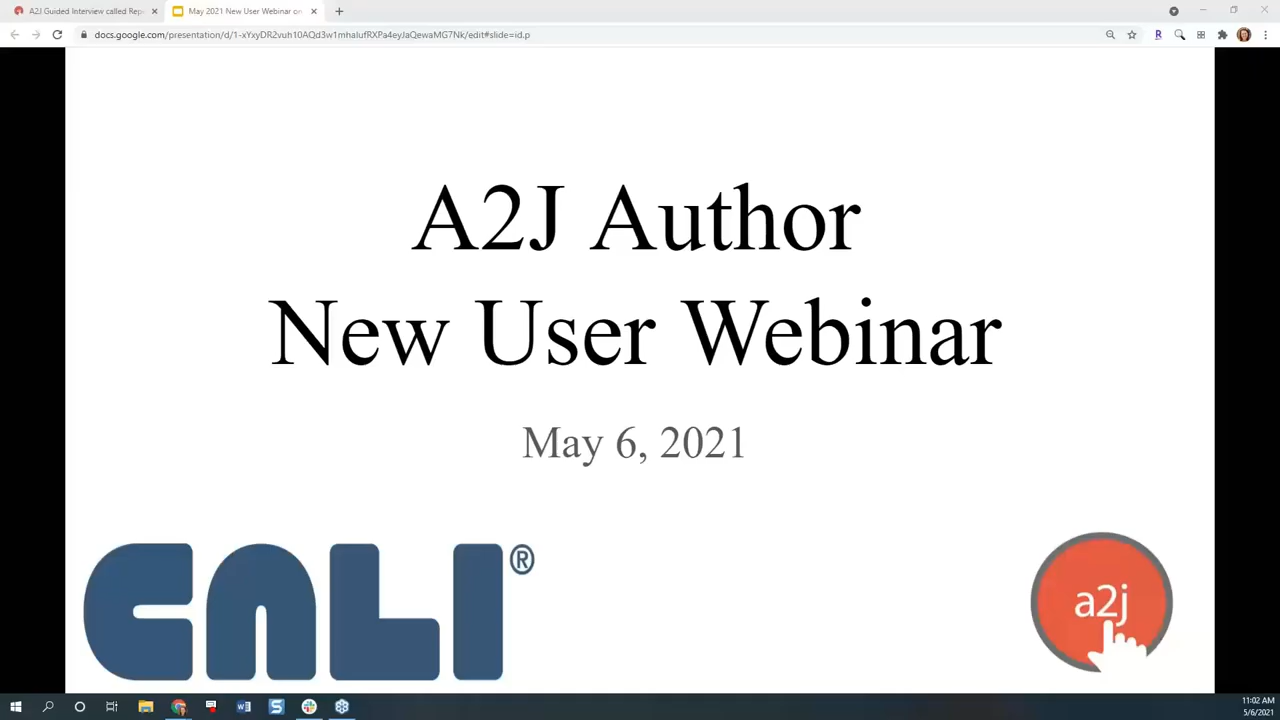 A2J Guided Interview called Rep
May 2021 New User Webinar on
docs.google.com/presentation/d/1-xYxyDR2vuh10AQd3w1mhaIufRXPa4eyJaQewaMG7Nk/edit#slide=id.p
A2J Author
New User Webinar
May 6, 2021
CALI®
a2j
11:02 AM
5/6/2021